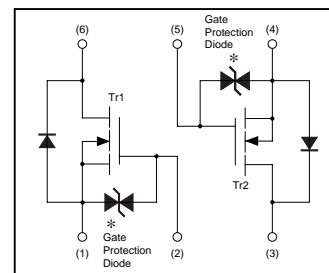 (6)
(5)
Gate
Protection
Diode
(4)
*
Tr1
Tr2
*
(1)
Gate
Protection
Diode
(2)
(3)